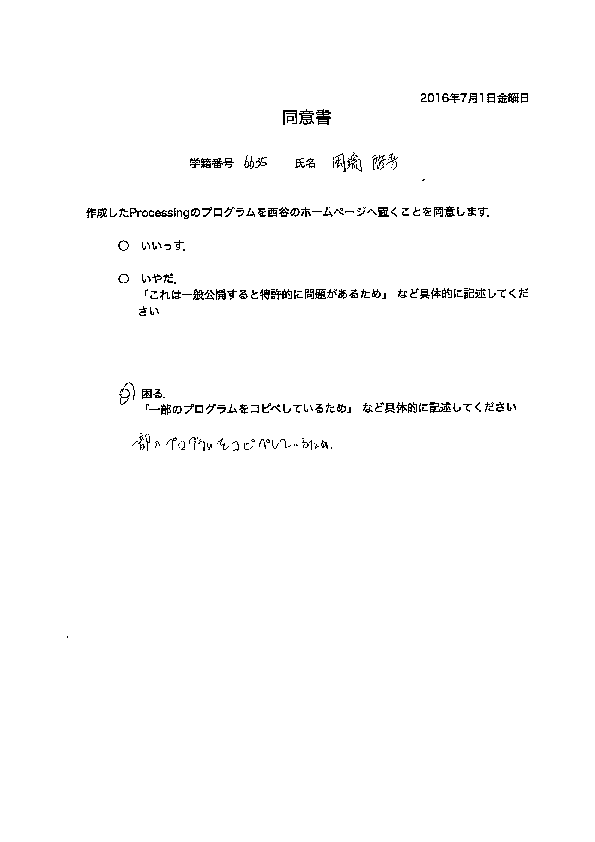 2016年7月1日金曜日
同意書
学籍番号 6635 氏名
作成したProcessingのプログラムを西谷のホームページへ置くことを同意します.
○ いいっす.
○ いやだ.
「これは一般公開すると特許的に問題があるため」 など具体的に記述してくだ
さい
○ 困る.
「一部のプログラムをコピペしているため」 など具体的に記述してください
一部のプログラムをコピペしているため.